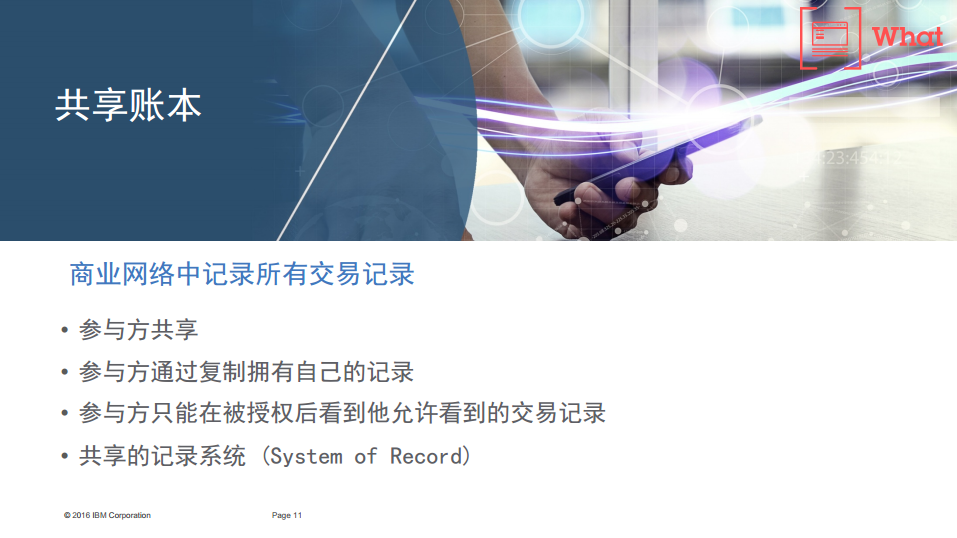 What
共享账本
商业网络中记录所有交易记录
• 参与方共享
• 参与方通过复制拥有自己的记录
• 参与方只能在被授权后看到他允许看到的交易记录
• 共享的记录系统 (System of Record)
© 2016 IBM Corporation
Page 11